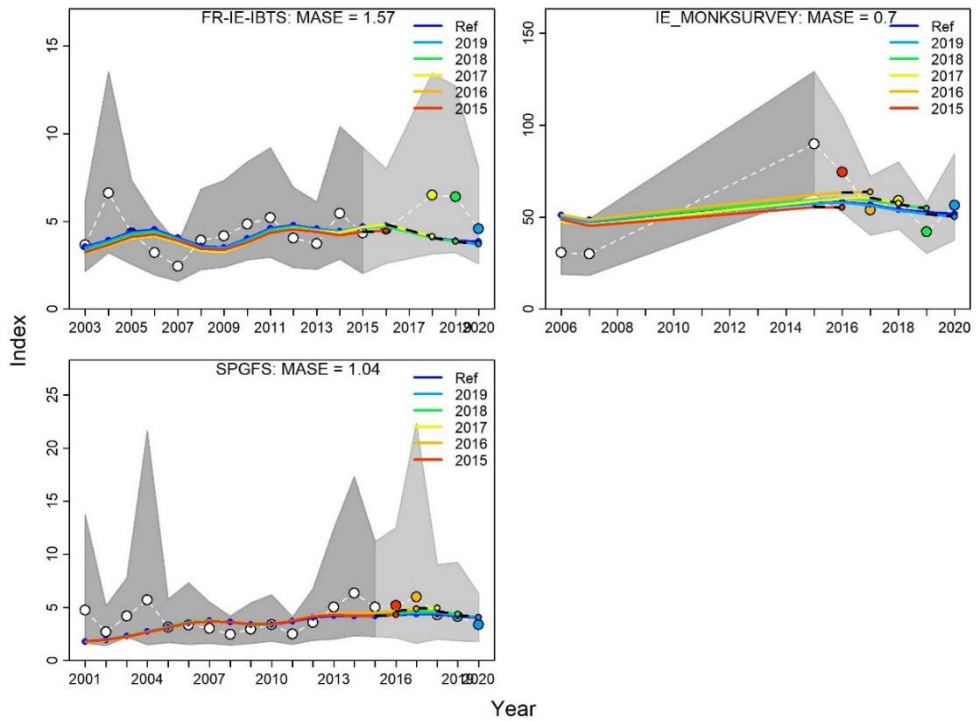 FR-IE-IBTS: MASE = 1.57
Ref
2019
2018
2017
2016
2015
0 5 10 15
2003 2005 2007 2009 2011 2013 2015 2017 2019 2020
IE_MONKSURVEY: MASE = 0.7
Ref
2019
2018
2017
2016
2015
0 50 100 150
2006 2008 2010 2012 2014 2016 2018 2020
Index
SPGFS: MASE = 1.04
Ref
2019
2018
2017
2016
2015
0 5 10 15 20 25
2001 2004 2007 2010 2013 2016 2019 2020
Year